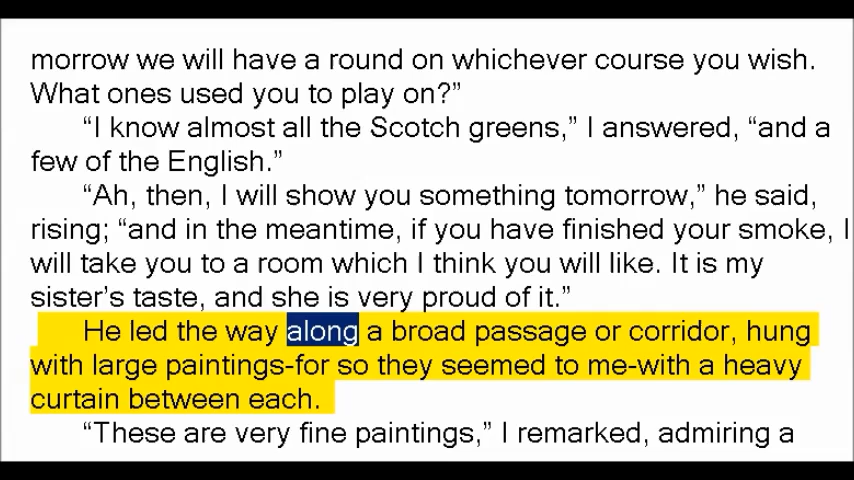 morrow we will have a round on whichever course you wish.
What ones used you to play on?”
“I know almost all the Scotch greens,” I answered, “and a
few of the English.”
“Ah, then, I will show you something tomorrow,” he said,
rising; “and in the meantime, if you have finished your smoke, I
will take you to a room which I think you will like. It is my
sister’s taste, and she is very proud of it.”
He led the way along a broad passage or corridor, hung
with large paintings-for so they seemed to me-with a heavy
curtain between each.
“These are very fine paintings,” I remarked, admiring a